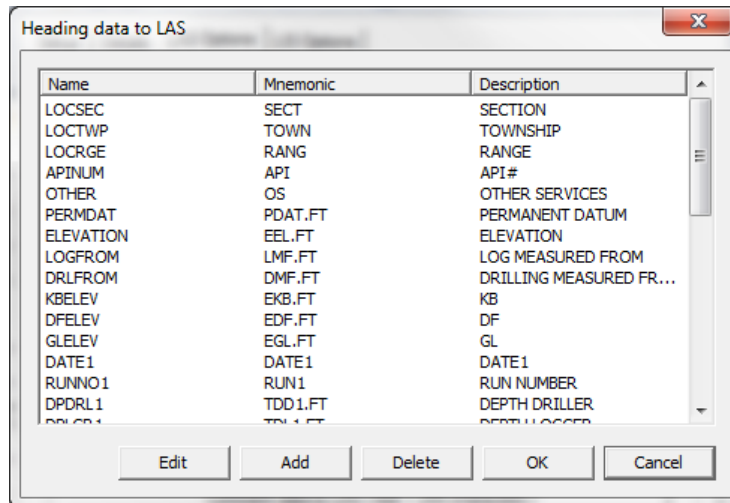 Heading data to LAS
Name Mnemonic Description
LOCSEC SECT SECTION
LOCTWP TOWN TOWNSHIP
LOCRGE RANG RANGE
APINUM API API#
OTHER OS OTHER SERVICES
PERMDAT PDAT.FT PERMANENT DATUM
ELEVATION EEL.FT ELEVATION
LOGFROM LMF.FT LOG MEASURED FROM
DRLFROM DMF.FT DRILLING MEASURED FR...
KBELEV EKB.FT KB
DFELEV EDF.FT DF
GLELEV EGL.FT GL
DATE1 DATE1 DATE1
RUNNO1 RUN1 RUN NUMBER
DPDRL1 TDD1.FT DEPTH DRILLER
DEPTH LOGGER
Edit Add Delete OK Cancel